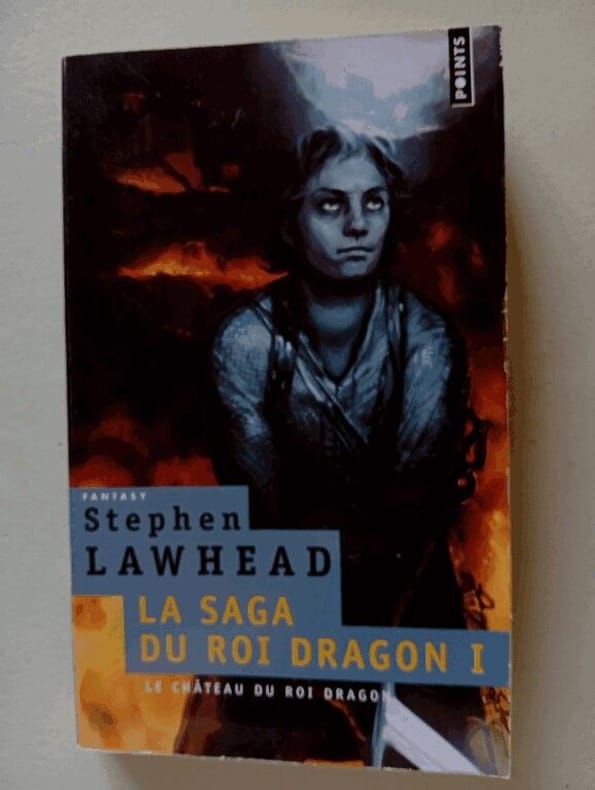 POINTS
FANTASY
Stephen
LAWHEAD
LA SAGA
DU ROI DRAGON I
LE CHÂTEAU DU ROI DRAGON